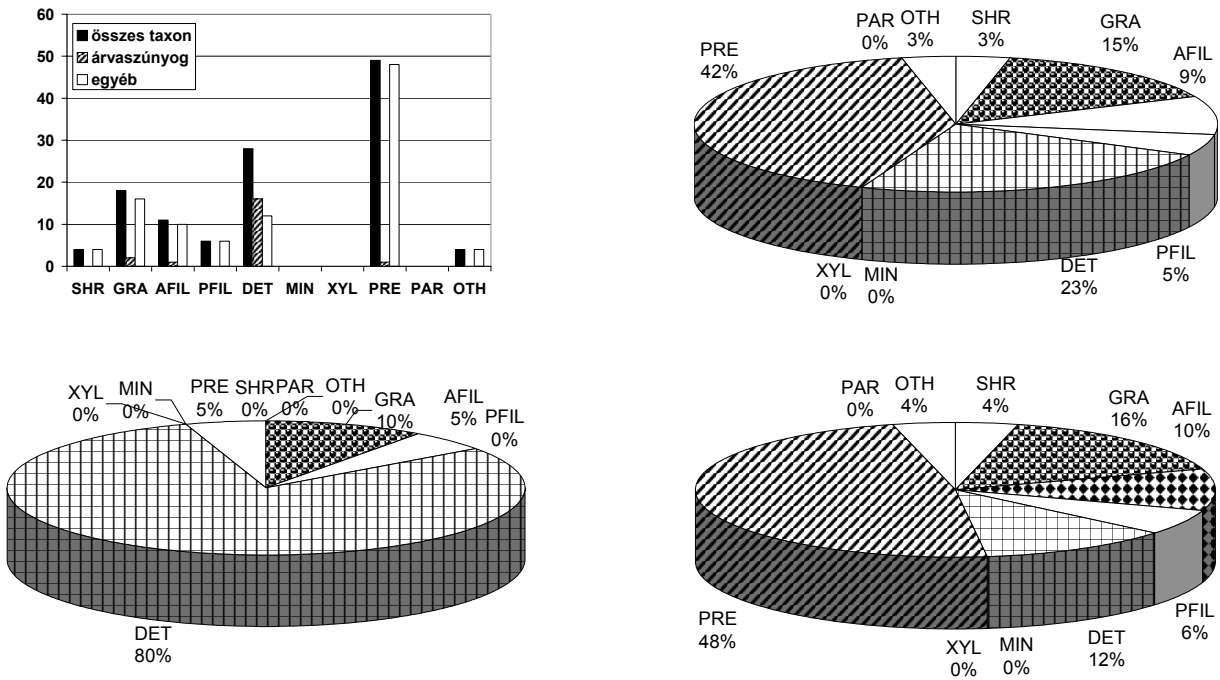 60
50
40
30
20
10
0
összes taxon
árvaszúnyog
egyéb
SHR GRA AFIL PFIL DET MIN XYL PRE PAR OTH
PAR
0%
OTH
3%
SHR
3%
GRA
15%
AFIL
9%
PRE
42%
PFIL
5%
DET
23%
XYL
0%
MIN
0%
XYL
0%
MIN
0%
PRE
5%
SHR
0%
PAR
0%
OTH
0%
GRA
10%
AFIL
5%
PFIL
0%
DET
80%
PAR
0%
OTH
4%
SHR
4%
GRA
16%
AFIL
10%
PRE
48%
XYL
0%
MIN
0%
DET
12%
PFIL
6%